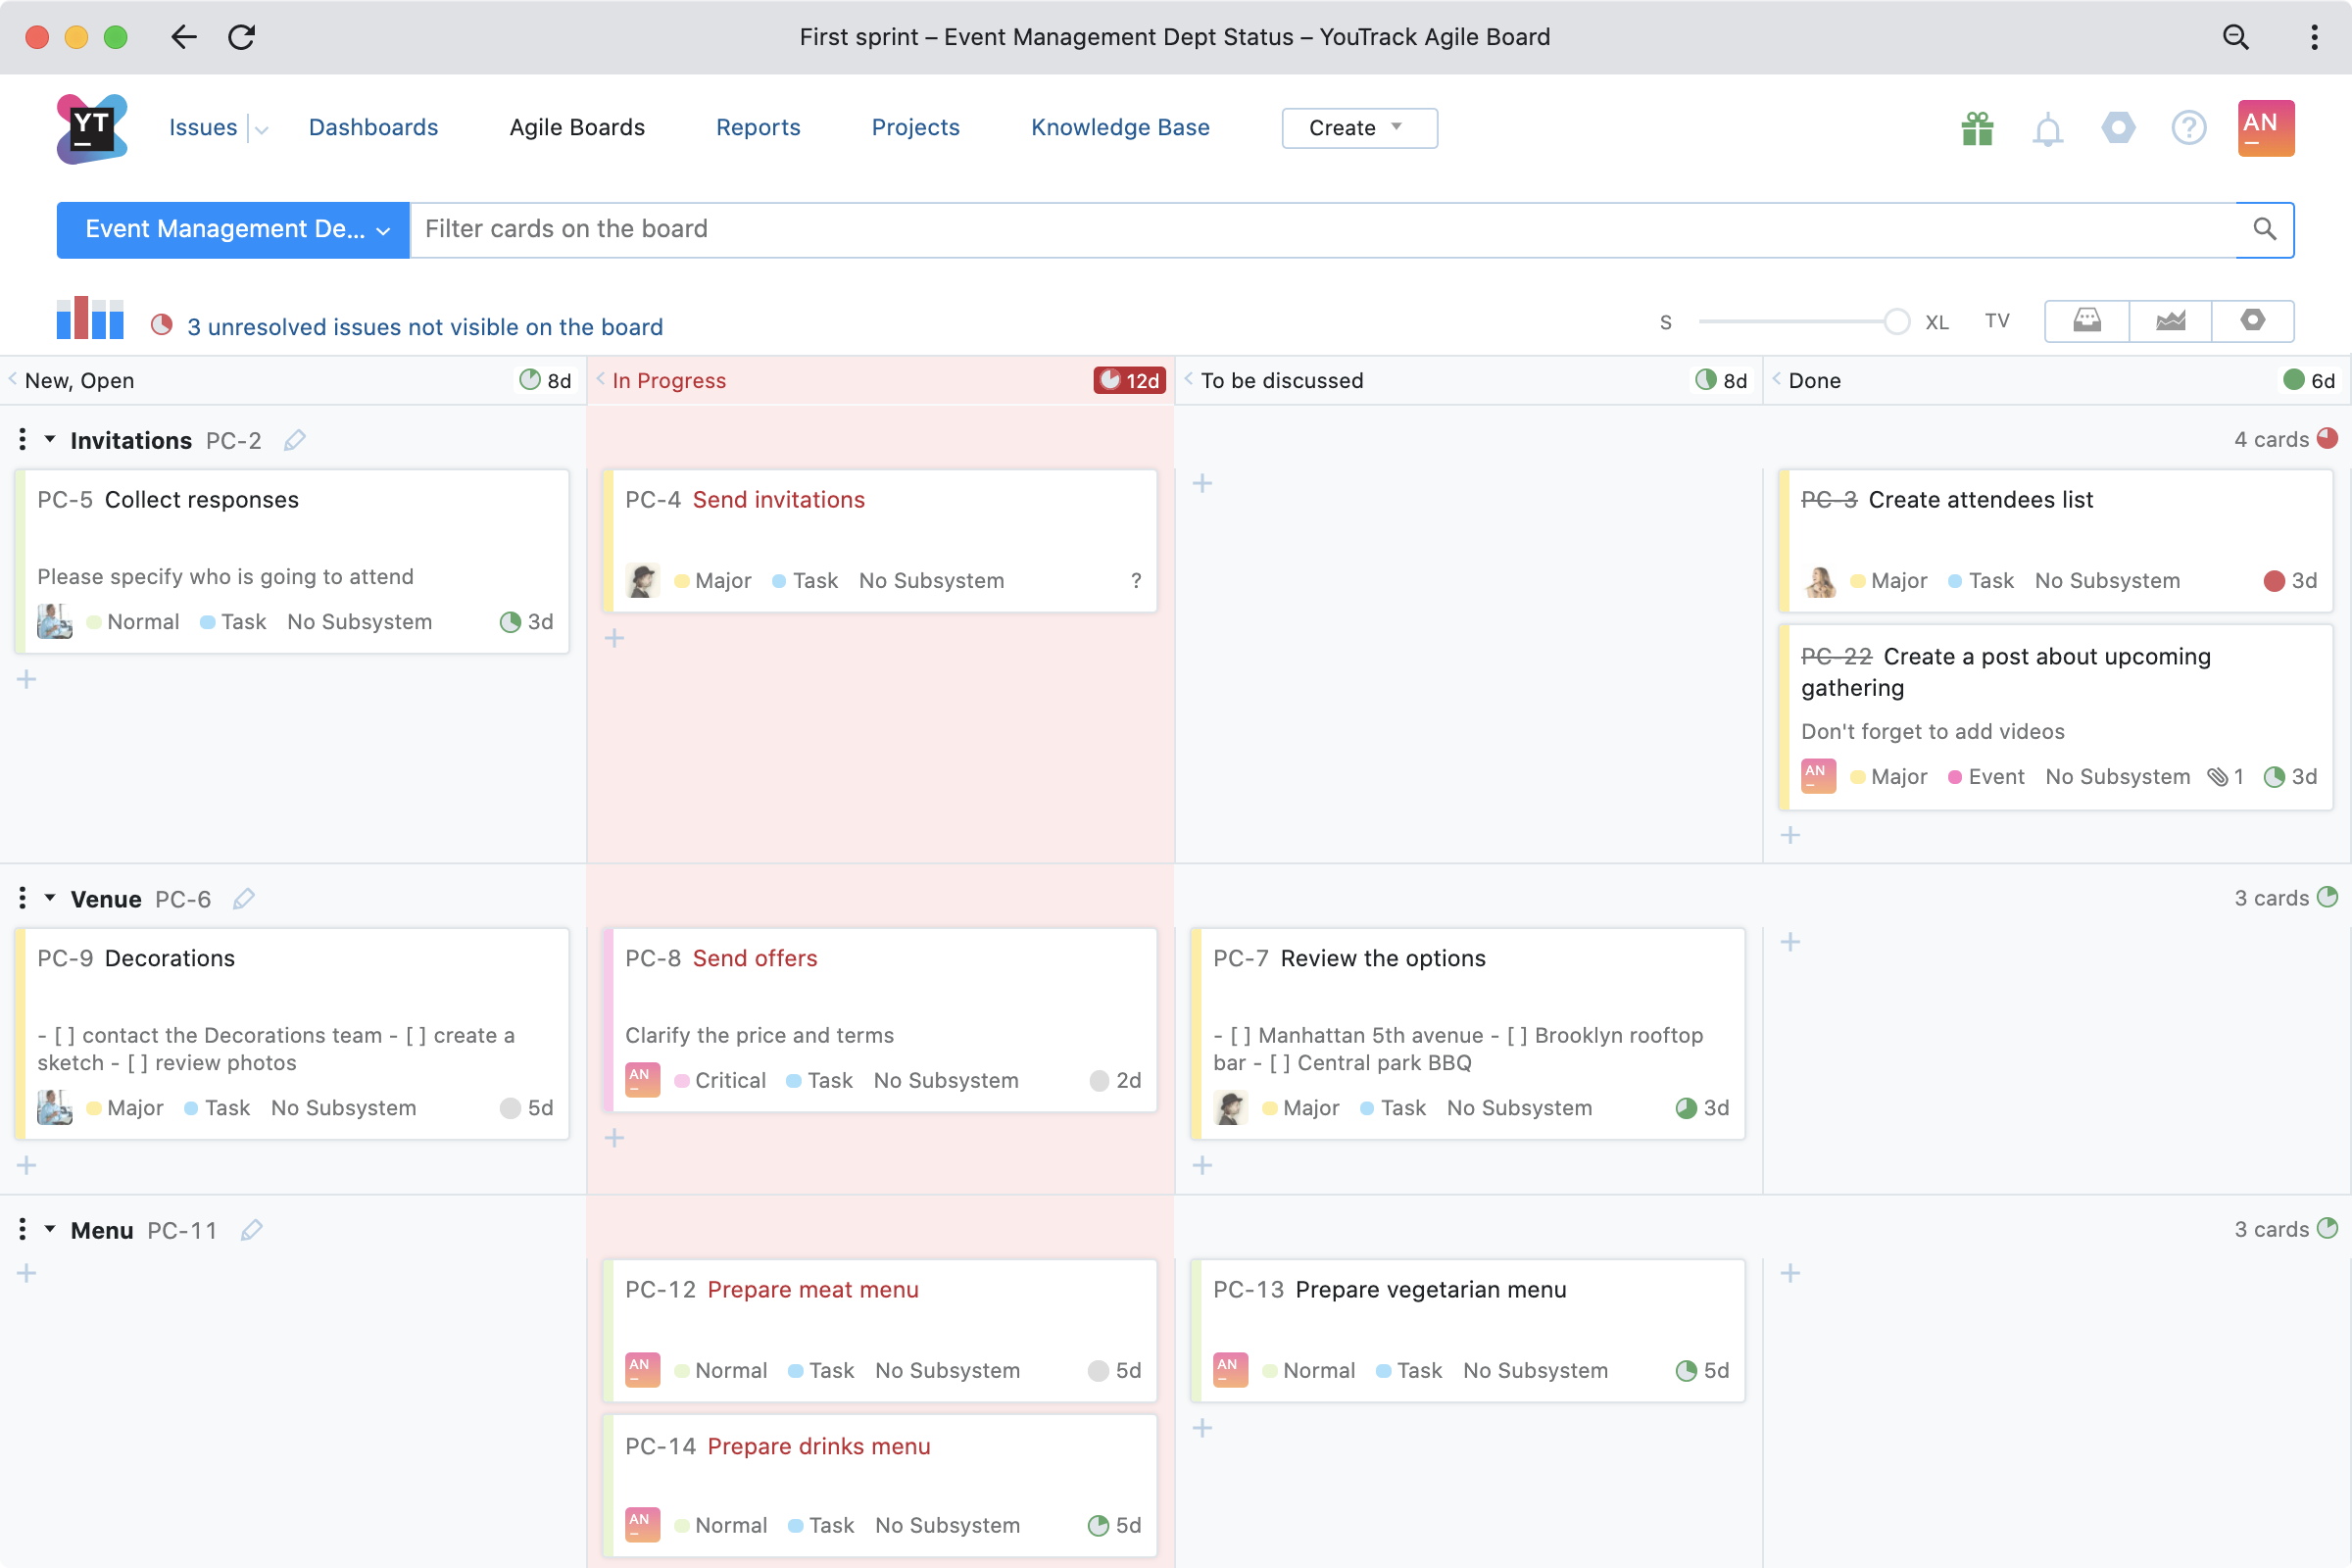 First sprint – Event Management Dept Status – YouTrack Agile Board
YT
Issues
Dashboards
Agile Boards
Reports
Projects
Knowledge Base
Create
AN
Event Management De...
Filter cards on the board
3 unresolved issues not visible on the board
S
XL
TV
New, Open
8d
In Progress
12d
To be discussed
8d
Done
6d
Invitations PC-2
4 cards
PC-5 Collect responses
Please specify who is going to attend
Normal Task No Subsystem 3d
PC-4 Send invitations
Major Task No Subsystem ?
PC-3 Create attendees list
Major Task No Subsystem 3d
PC-22 Create a post about upcoming
gathering
Don't forget to add videos
AN Major Event No Subsystem 1 3d
Venue PC-6
3 cards
PC-9 Decorations
- [ ] contact the Decorations team - [ ] create a
sketch - [ ] review photos
Major Task No Subsystem 5d
PC-8 Send offers
Clarify the price and terms
AN Critical Task No Subsystem 2d
PC-7 Review the options
- [ ] Manhattan 5th avenue - [ ] Brooklyn rooftop
bar - [ ] Central park BBQ
Major Task No Subsystem 3d
Menu PC-11
3 cards
PC-12 Prepare meat menu
AN Normal Task No Subsystem 5d
PC-14 Prepare drinks menu
AN Normal Task No Subsystem 5d
PC-13 Prepare vegetarian menu
AN Normal Task No Subsystem 5d